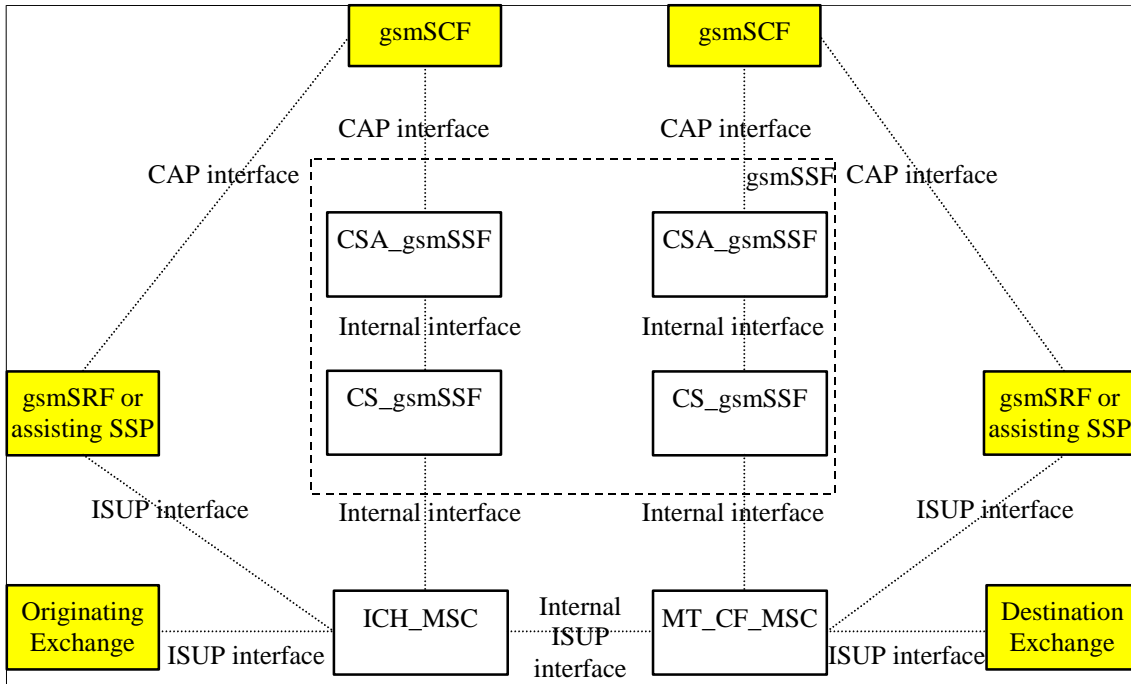 gsmSCF
gsmSCF
CAP interface
CAP interface
CAP interface
gsmSSF
CAP interface
CSA_gsmSSF
CSA_gsmSSF
Internal interface
Internal interface
gsmSRF or
assisting SSP
CS_gsmSSF
CS_gsmSSF
gsmSRF or
assisting SSP
ISUP interface
Internal interface
Internal interface
ISUP interface
Originating
Exchange
ISUP interface
ICH_MSC
Internal
ISUP
interface
MT_CF_MSC
ISUP interface
Destination
Exchange